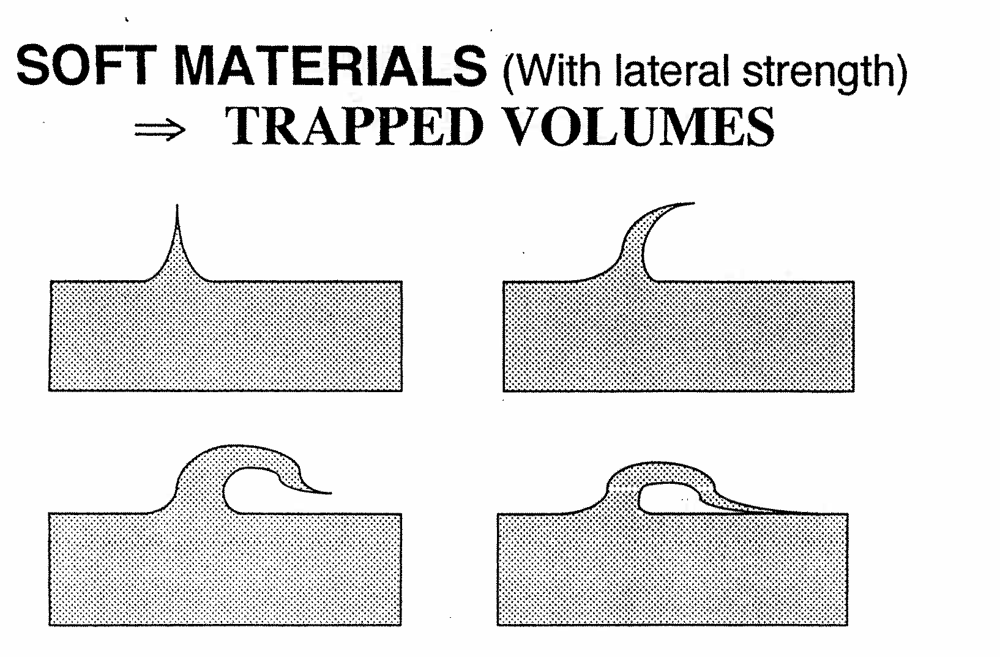 SOFT MATERIALS (With lateral strength)
⇒ TRAPPED VOLUMES